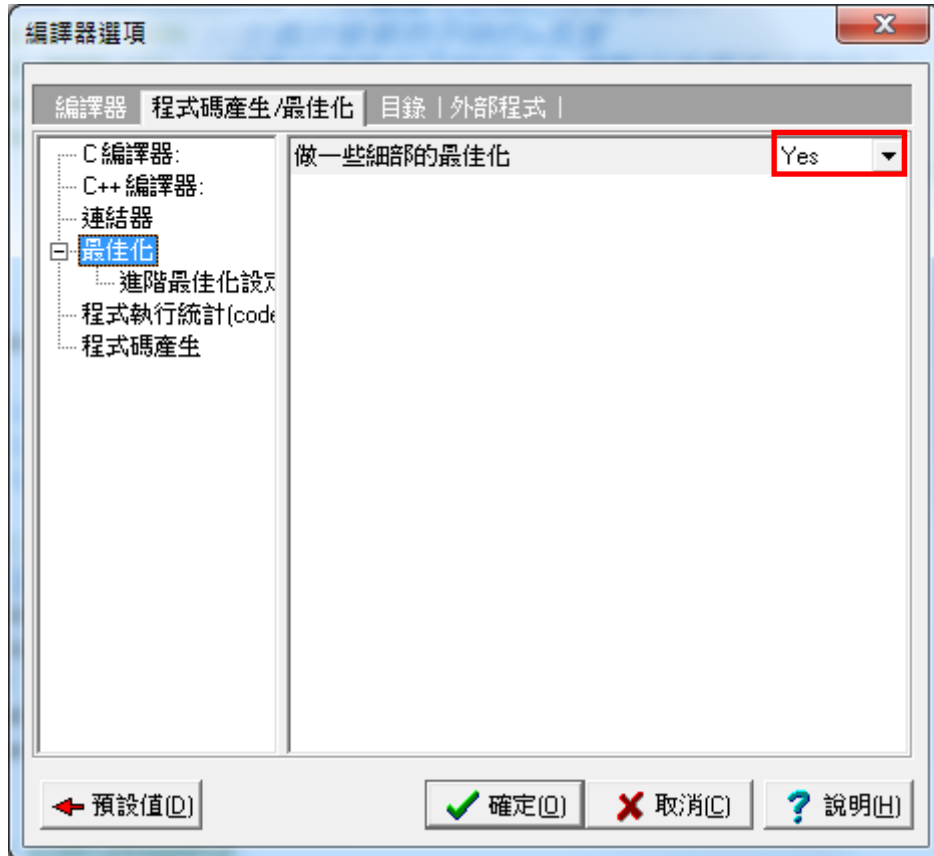 編譯器選項
編譯器 程式碼產生/最佳化 目錄 | 外部程式 |
C 編譯器:
C++ 編譯器:
連結器
最佳化
進階最佳化設定
程式執行統計(code
程式碼產生
做一些細部的最佳化 Yes
預設值(D) 確定(O) 取消(C) 說明(H)